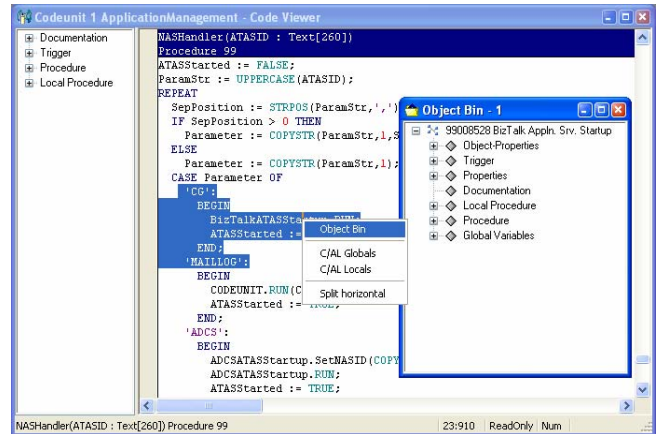 Codeunit 1 ApplicationManagement - Code Viewer
Documentation
Trigger
Procedure
Local Procedure
NASHandler(ATASID : Text[260])
Procedure 99
ATASStarted := FALSE;
ParamStr := UPPERCASE(ATASID);
REPEAT
SepPosition := STRPOS(ParamStr,',')
IF SepPosition > 0 THEN
Parameter := COPYSTR(ParamStr,1,S
ELSE
Parameter := COPYSTR(ParamStr,1);
CASE Parameter OF
'CG':
BEGIN
BizTalkATASStartup.RUN;
ATASStarted :=
END;
'MAILLOG':
BEGIN
CODEUNIT.RUN(C
ATASStarted := TRUE;
END;
'ADCS':
BEGIN
ADCSATASStartup.SetNASID(COPY
ADCSATASStartup.RUN;
ATASStarted := TRUE;
Object Bin
C/AL Globals
C/AL Locals
Split horizontal
Object Bin - 1
99008528 BizTalk Appln. Srv. Startup
Object-Properties
Trigger
Properties
Documentation
Local Procedure
Procedure
Global Variables
NASHandler(ATASID : Text[260]) Procedure 99
23:910 ReadOnly Num